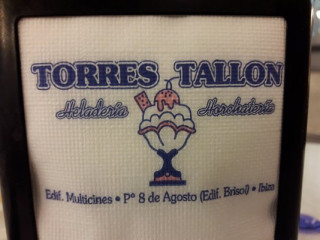 TORRES TALLON
Heladería Horchatería
Edif. Multicines • Pº 8 de Agosto (Edif. Brisol) • Ibiza